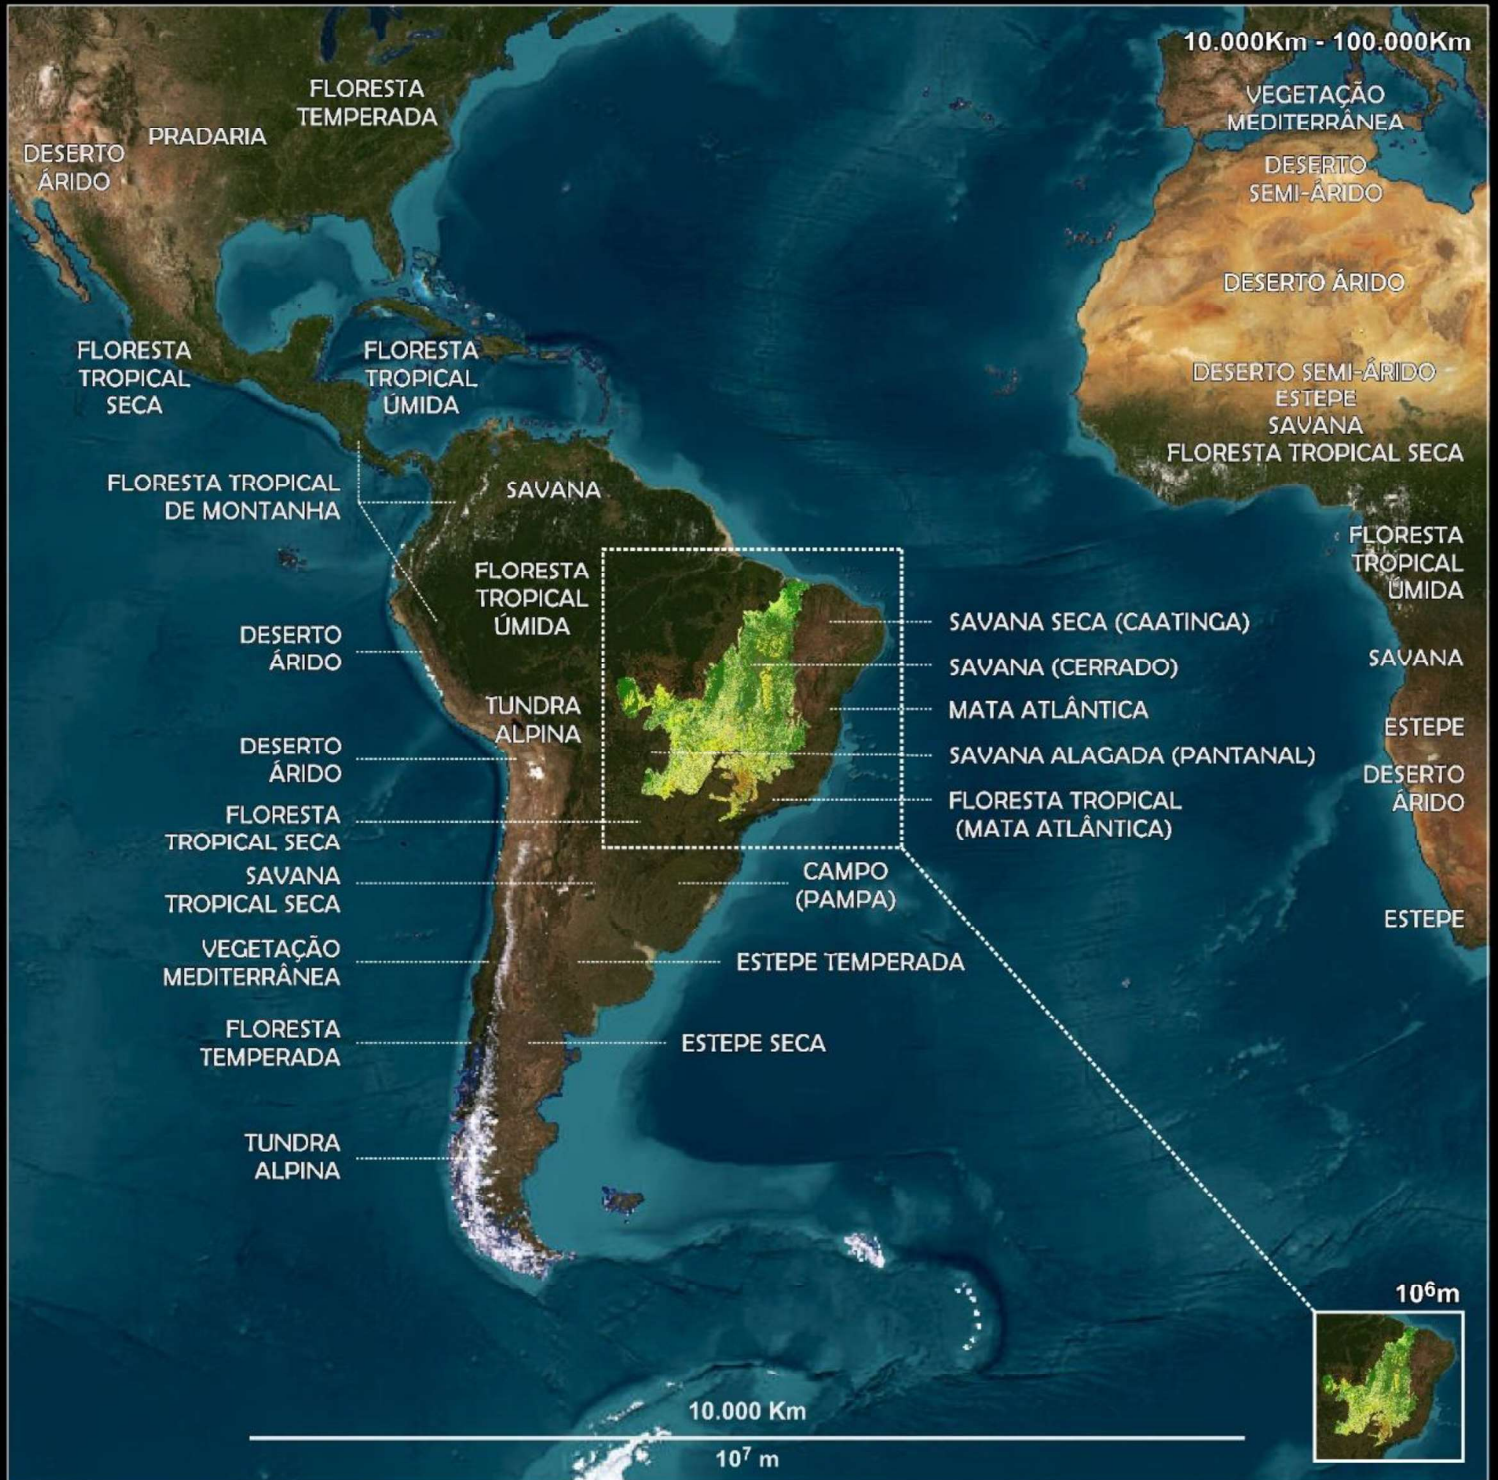 10.000Km - 100.000Km
FLORESTA
TEMPERADA
PRADARIA
DESERTO
ÁRIDO
VEGETAÇÃO
MEDITERRÂNEA
DESERTO
SEMI-ÁRIDO
DESERTO ÁRIDO
FLORESTA
TROPICAL
SECA
FLORESTA
TROPICAL
ÚMIDA
DESERTO SEMI-ÁRIDO
ESTEPE
SAVANA
FLORESTA TROPICAL SECA
FLORESTA TROPICAL
DE MONTANHA
SAVANA
FLORESTA
TROPICAL
ÚMIDA
FLORESTA
TROPICAL
ÚMIDA
DESERTO
ÁRIDO
SAVANA SECA (CAATINGA)
SAVANA (CERRADO)
SAVANA
TUNDRA
ALPINA
MATA ATLÂNTICA
ESTEPE
DESERTO
ÁRIDO
SAVANA ALAGADA (PANTANAL)
DESERTO
ÁRIDO
FLORESTA
TROPICAL SECA
FLORESTA TROPICAL
(MATA ATLÂNTICA)
SAVANA
TROPICAL SECA
CAMPO
(PAMPA)
ESTEPE
VEGETAÇÃO
MEDITERRÂNEA
ESTEPE TEMPERADA
FLORESTA
TEMPERADA
ESTEPE SECA
TUNDRA
ALPINA
10⁶m
10.000 Km
10⁷ m